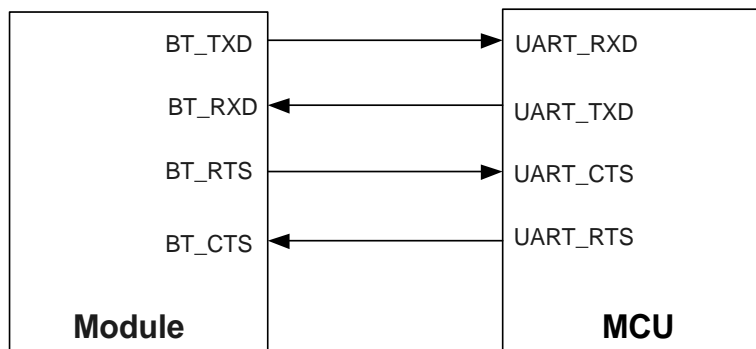 BT_TXD UART_RXD
BT_RXD UART_TXD
BT_RTS UART_CTS
BT_CTS UART_RTS
Module MCU